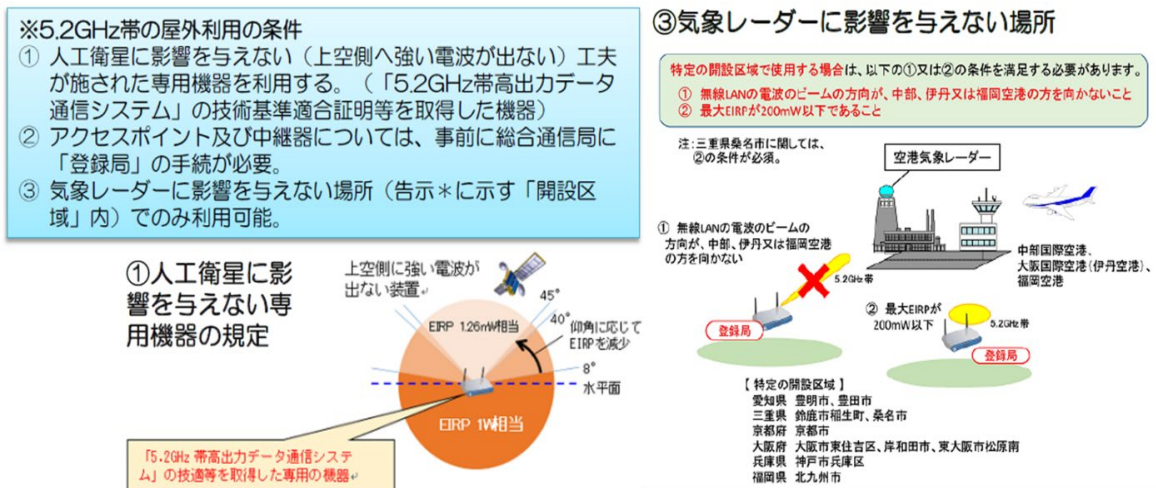 ※5.2GHz帯の屋外利用の条件
① 人工衛星に影響を与えない（上空側へ強い電波が出ない）工夫
が施された専用機器を利用する。（「5.2GHz帯高出力データ
通信システム」の技術基準適合証明等を取得した機器）
② アクセスポイント及び中継器については、事前に総合通信局に
「登録局」の手続が必要。
③ 気象レーダーに影響を与えない場所（告示＊に示す「開設区
域」内）でのみ利用可能。
①人工衛星に影
響を与えない専
用機器の規定
上空側に強い電波が
出ない装置
45°
40°
EIRP 1.26mW相当
仰角に応じて
EIRPを減少
8°
水平面
EIRP 1W相当
「5.2GHz 帯高出力データ通信システ
ム」の技適等を取得した専用の機器
③気象レーダーに影響を与えない場所
特定の開設区域で使用する場合は、以下の①又は②の条件を満足する必要があります。
① 無線LANの電波のビームの方向が、中部、伊丹又は福岡空港の方を向かないこと
② 最大EIRPが200mW以下であること
注：三重県桑名市に関しては、
②の条件が必須。
空港気象レーダー
① 無線LANの電波のビームの
方向が、中部、伊丹又は福岡空港
の方を向かない
5.2GHz帯
中部国際空港、
大阪国際空港（伊丹空港）、
福岡空港
② 最大EIRPが
200mW以下
5.2GHz帯
登録局
登録局
【 特定の開設区域 】
愛知県 豊明市、豊田市
三重県 鈴鹿市稲生町、桑名市
京都府 京都市
大阪府 大阪市東住吉区、岸和田市、東大阪市松原南
兵庫県 神戸市兵庫区
福岡県 北九州市